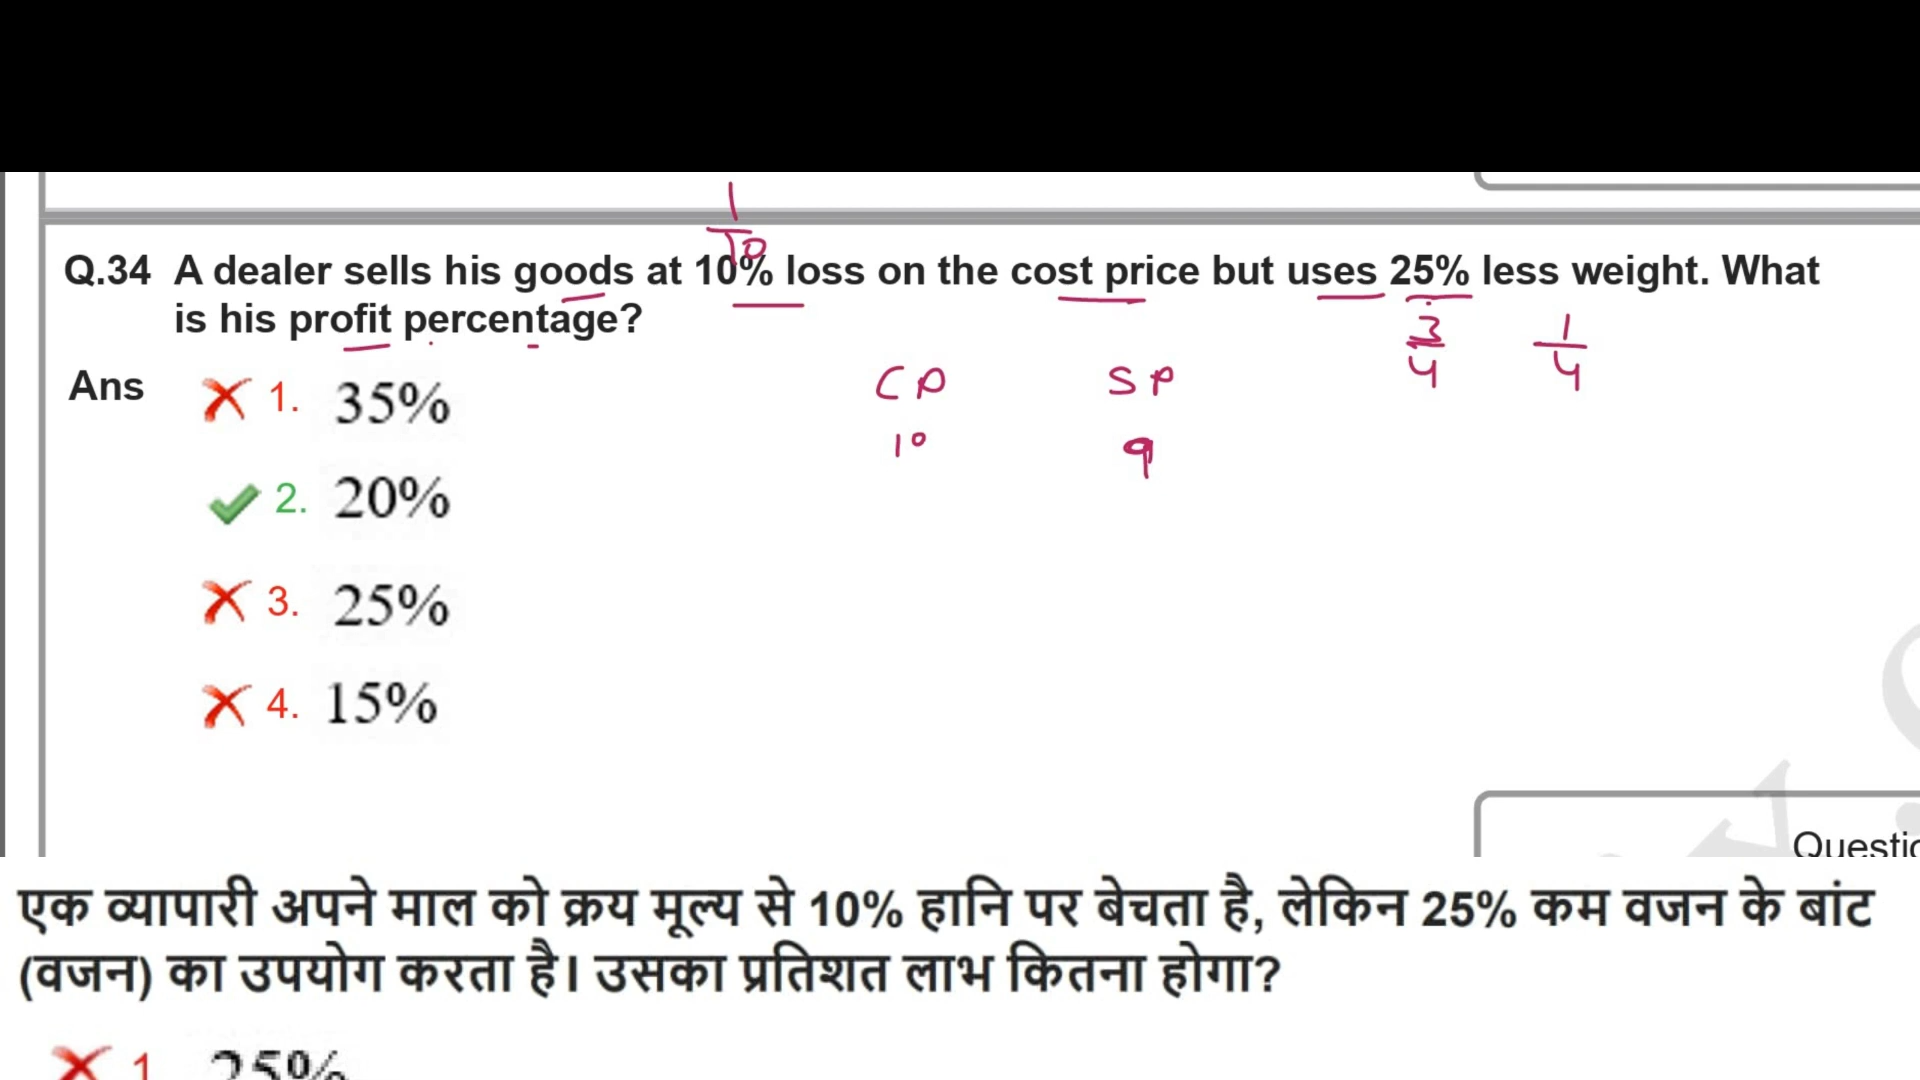 1
10
Q.34 A dealer sells his goods at 10% loss on the cost price but uses 25% less weight. What
is his profit percentage?
3
4
1
4
Ans
1. 35%
CP SP
10 9
2. 20%
3. 25%
4. 15%
एक व्यापारी अपने माल को क्रय मूल्य से 10% हानि पर बेचता है, लेकिन 25% कम वजन के बांट
(वजन) का उपयोग करता है। उसका प्रतिशत लाभ कितना होगा?